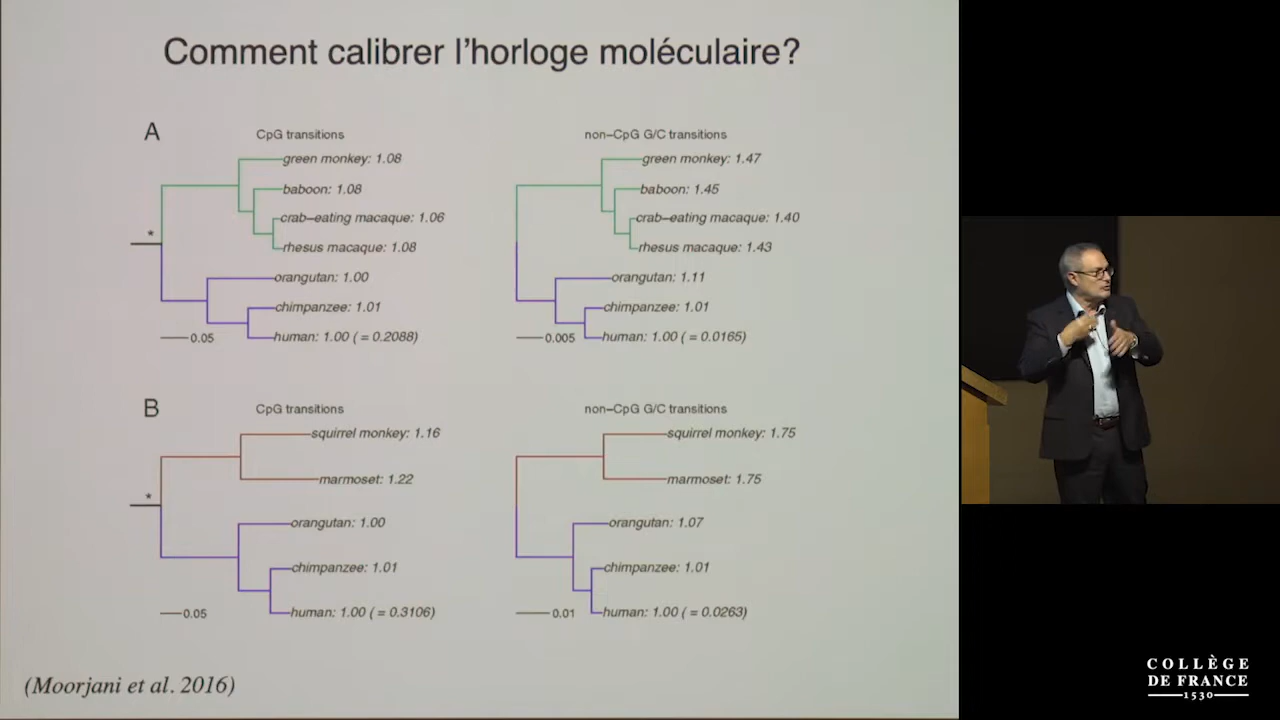 Comment calibrer l'horloge moléculaire?
A
CpG transitions
green monkey: 1.08
baboon: 1.08
crab–eating macaque: 1.06
rhesus macaque: 1.08
*
orangutan: 1.00
chimpanzee: 1.01
human: 1.00 ( = 0.2088)
0.05
non–CpG G/C transitions
green monkey: 1.47
baboon: 1.45
crab–eating macaque: 1.40
rhesus macaque: 1.43
orangutan: 1.11
chimpanzee: 1.01
human: 1.00 ( = 0.0165)
0.005
B
CpG transitions
squirrel monkey: 1.16
marmoset: 1.22
*
orangutan: 1.00
chimpanzee: 1.01
human: 1.00 ( = 0.3106)
0.05
non–CpG G/C transitions
squirrel monkey: 1.75
marmoset: 1.75
orangutan: 1.07
chimpanzee: 1.01
human: 1.00 ( = 0.0263)
0.01
(Moorjani et al. 2016)
COLLÈGE
DE FRANCE
1530